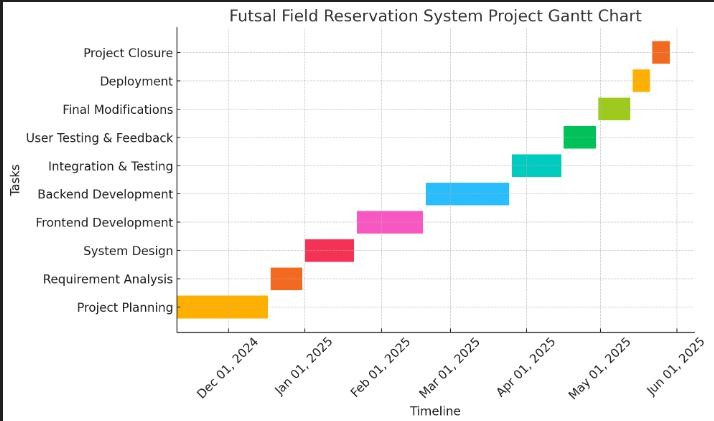 Futsal Field Reservation System Project Gantt Chart
Project Closure
Deployment
Final Modifications
User Testing & Feedback
Integration & Testing
Backend Development
Frontend Development
System Design
Requirement Analysis
Project Planning
Tasks
Dec 01, 2024
Jan 01, 2025
Feb 01, 2025
Mar 01, 2025
Apr 01, 2025
May 01, 2025
Jun 01, 2025
Timeline